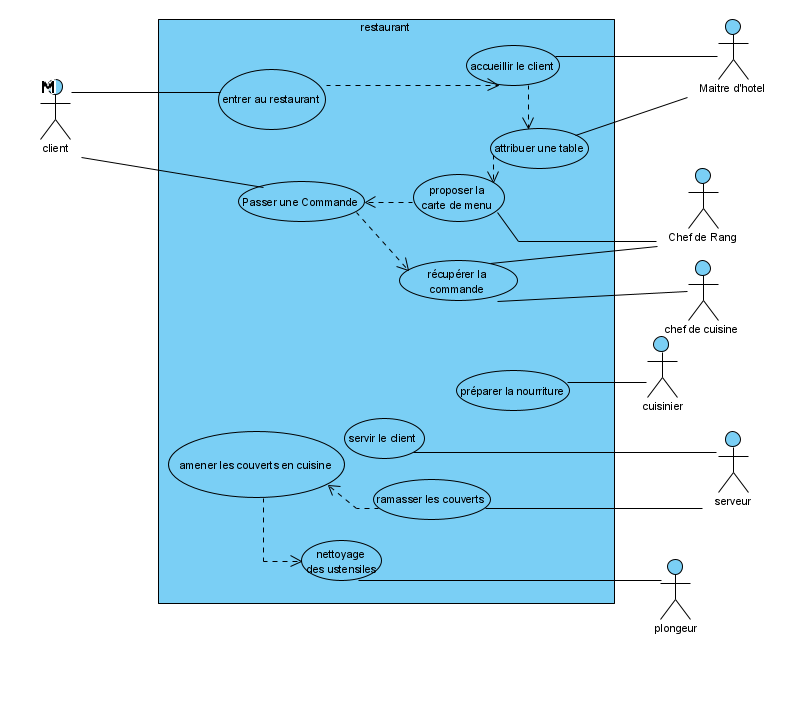 restaurant
accueillir le client
Maitre d'hotel
M
entrer au restaurant
client
attribuer une table
proposer la
carte de menu
Passer une Commande
Chef de Rang
récupérer la
commande
chef de cuisine
préparer la nourriture
cuisinier
servir le client
amener les couverts en cuisine
ramasser les couverts
serveur
nettoyage
des ustensiles
plongeur